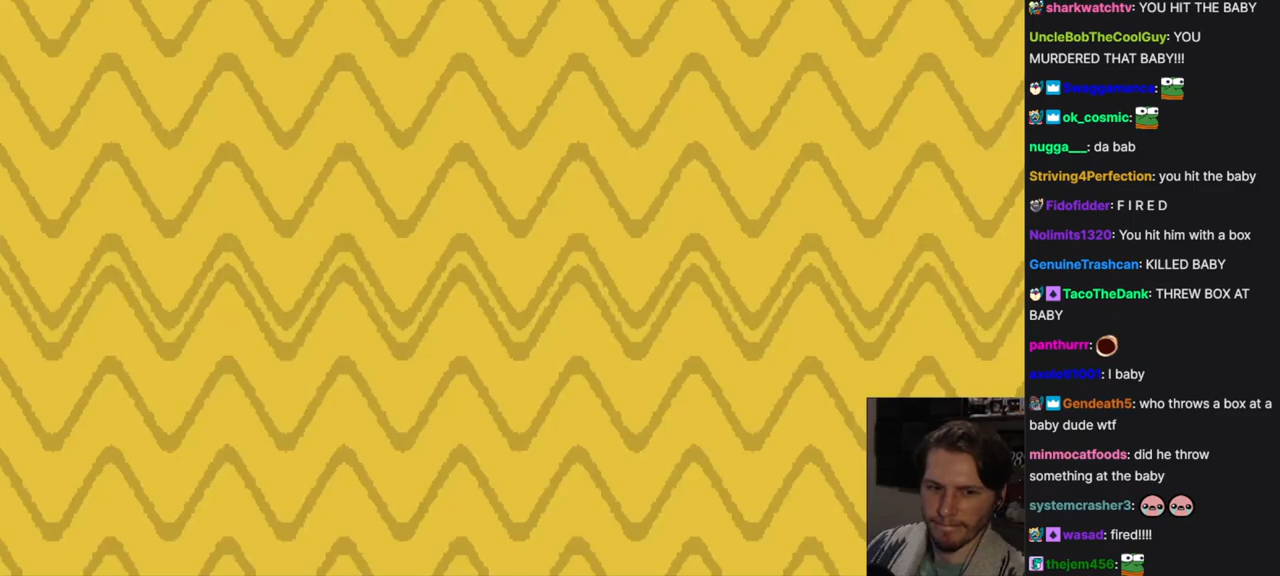 sharkwatchtv: YOU HIT THE BABY
UncleBobTheCoolGuy: YOU
MURDERED THAT BABY!!!
Swaggamanca:
ok_cosmic:
nugga___: da bab
Striving4Perfection: you hit the baby
Fidofidder: F I R E D
Nolimits1320: You hit him with a box
GenuineTrashcan: KILLED BABY
TacoTheDank: THREW BOX AT
BABY
panthurrr:
axolotl1001: I baby
Gendeath5: who throws a box at a
baby dude wtf
minmocatfoods: did he throw
something at the baby
systemcrasher3:
wasad: fired!!!!
thejem456: